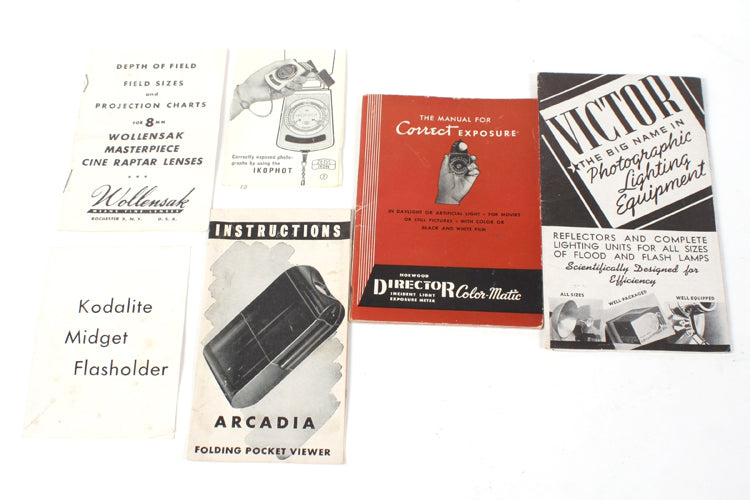 DEPTH OF FIELD
FIELD SIZES
and
PROJECTION CHARTS
FOR 8MM
WOLLENSAK
MASTERPIECE
CINE RAPTAR LENSES
Wollensak
MEANS FINE LENSES
ROCHESTER 5, N.Y. U.S.A.
Correctly exposed photo-
graphs by using the
IKOPHOT
ZEISS
IKON
THE MANUAL FOR
Correct EXPOSURE
IN DAYLIGHT OR ARTIFICIAL LIGHT • FOR MOVIES
OR STILL PICTURES • WITH COLOR OR
BLACK AND WHITE FILM
NORWOOD
DIRECTOR Color-Matic
INCIDENT LIGHT
EXPOSURE METER
VICTOR
THE BIG NAME IN
Photographic
Lighting
Equipment
REFLECTORS AND COMPLETE
LIGHTING UNITS FOR ALL SIZES
OF FLOOD AND FLASH LAMPS
Scientifically Designed for
Efficiency
ALL SIZES
WELL PACKAGED
WELL EQUIPPED
Kodalite
Midget
Flasholder
INSTRUCTIONS
ARCADIA
FOLDING POCKET VIEWER